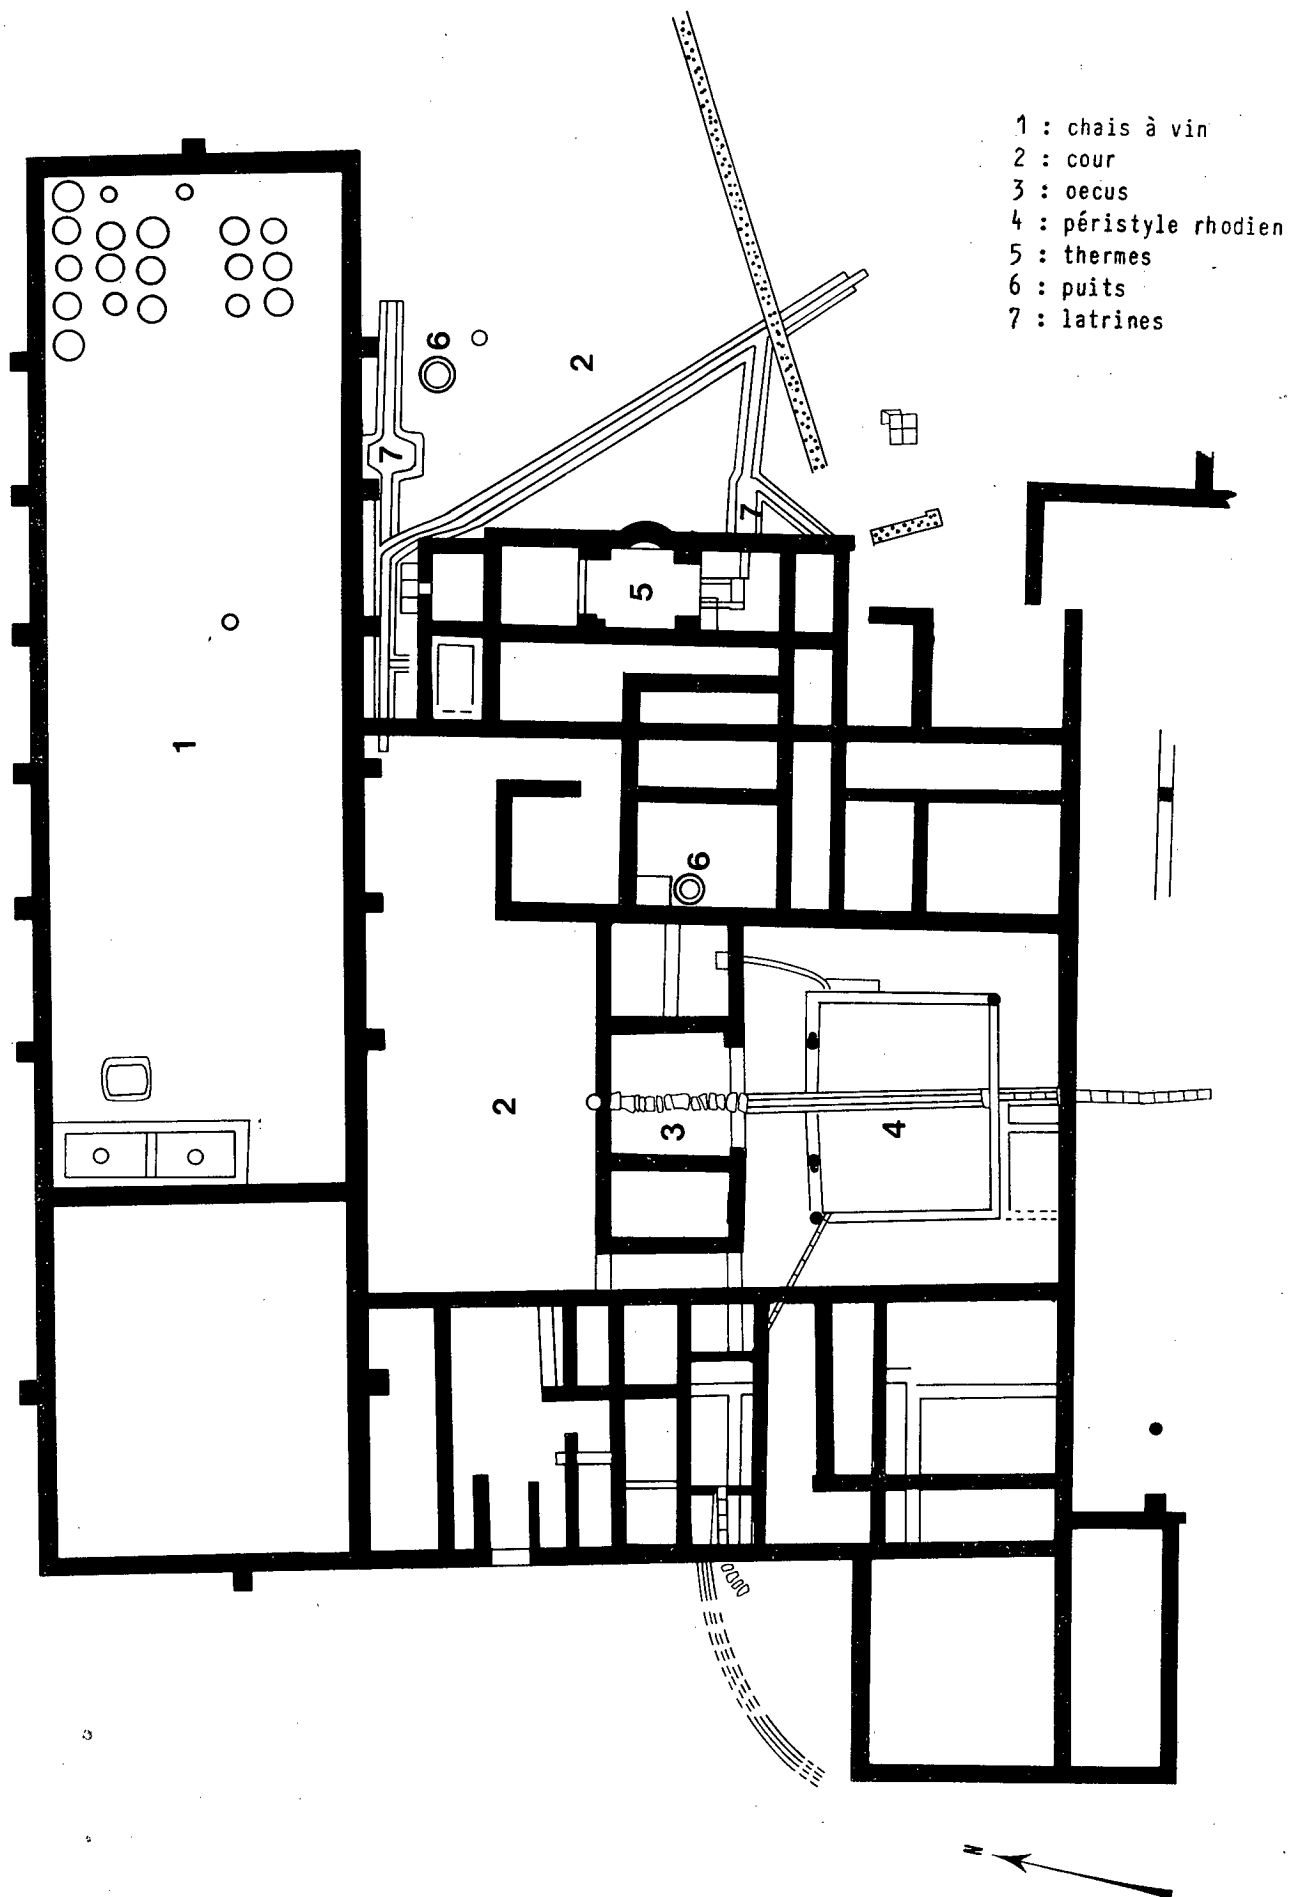 1 : chais à vin
2 : cour
3 : oecus
4 : péristyle rhodien
5 : thermes
6 : puits
7 : latrines
6
2
7
7
5
1
6
2
3
4
N